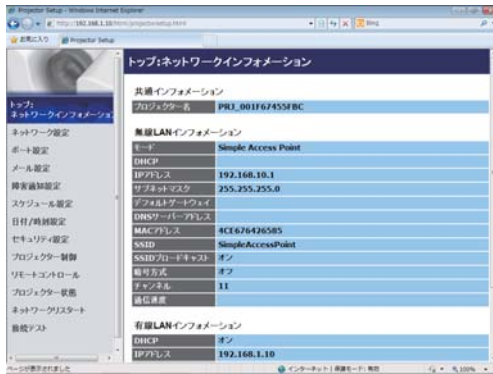 Projector Setup - Windows Internet Explorer
http://192.168.1.10/html/projectorsetup.html
Bing
お気に入り
Projector Setup
トップ:ネットワークインフォメーション
トップ:
ネットワークインフォメーション
ネットワーク設定
ポート設定
メール設定
障害通知設定
スケジュール設定
日付/時刻設定
セキュリティ設定
プロジェクター制御
リモートコントロール
プロジェクター状態
ネットワークリスタート
接続テスト
共通インフォメーション
プロジェクター名 PRJ_001F67455FBC
無線LANインフォメーション
モード Simple Access Point
DHCP
IPアドレス 192.168.10.1
サブネットマスク 255.255.255.0
デフォルトゲートウェイ
DNSサーバーアドレス
MACアドレス 4CE676426585
SSID SimpleAccessPoint
SSIDブロードキャスト オン
暗号方式 オフ
チャンネル 11
通信速度
有線LANインフォメーション
DHCP オン
IPアドレス 192.168.1.10
ページが表示されました
インターネット | 保護モード: 無効
100%